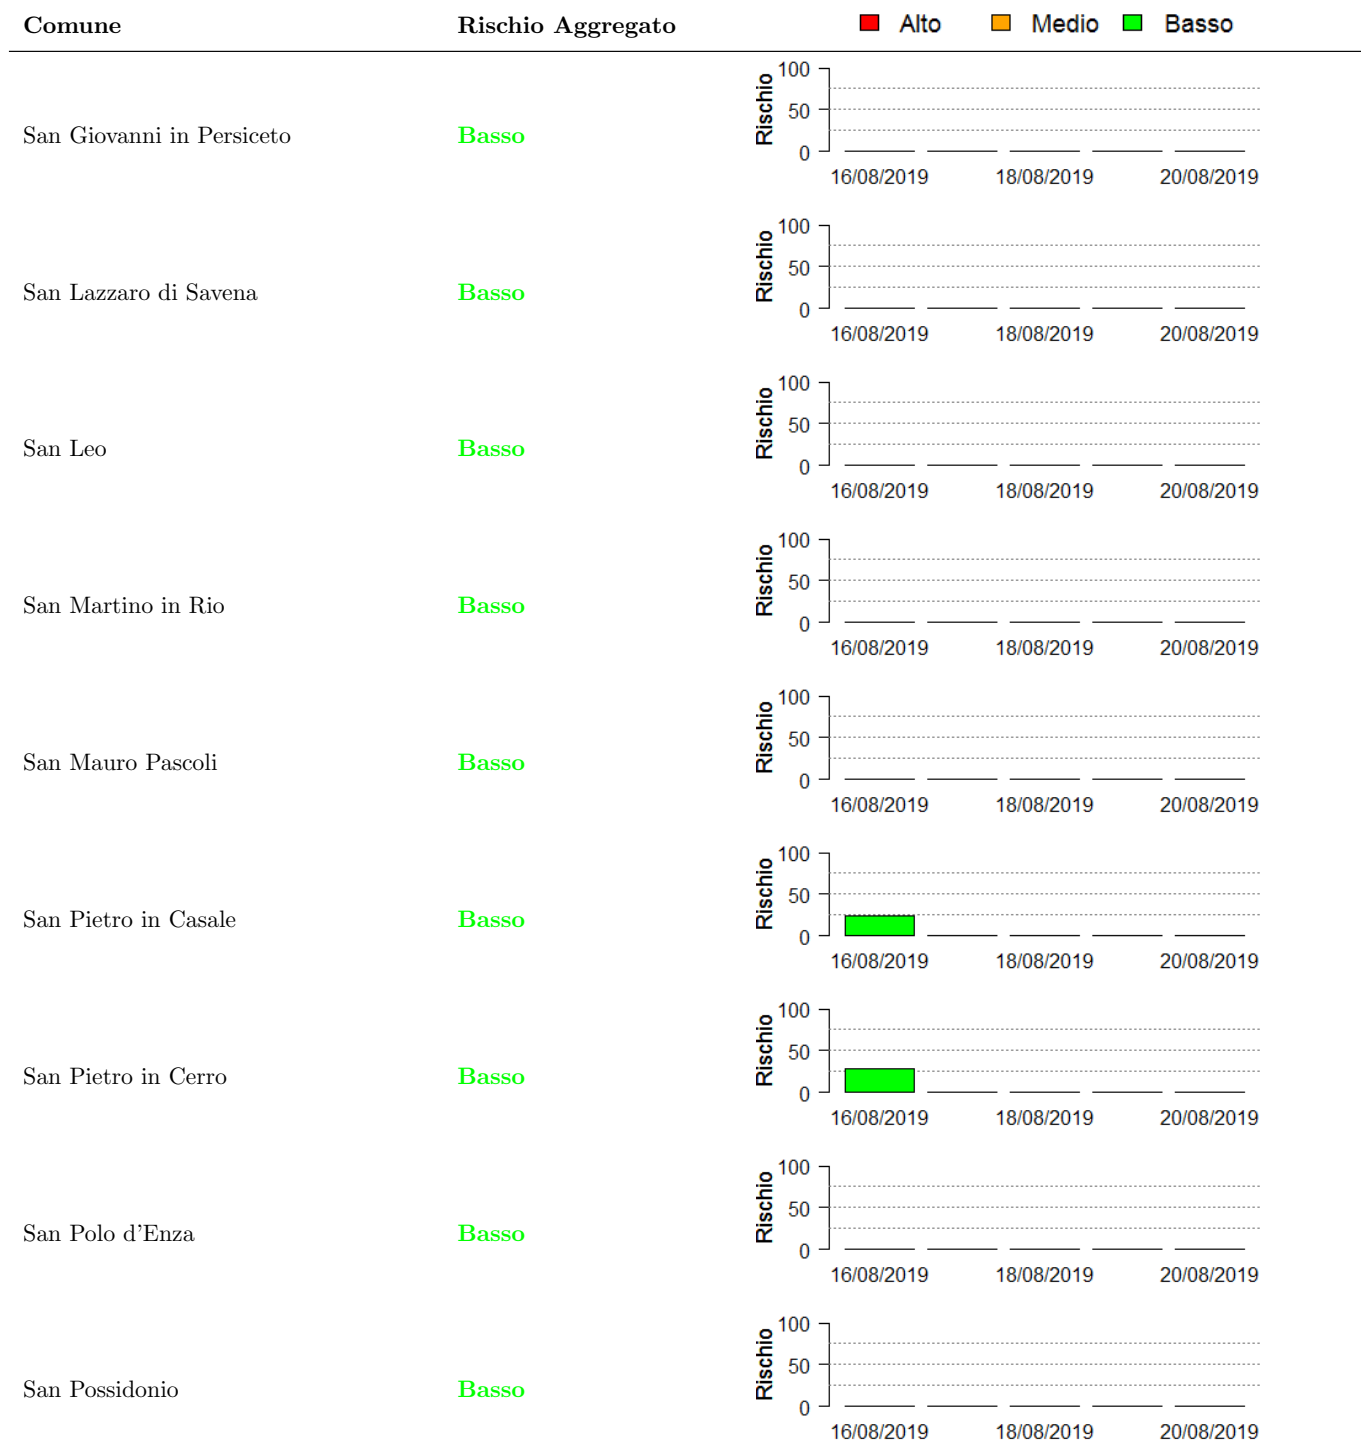 Comune Rischio Aggregato Alto Medio Basso
100
50
0
Rischio
San Giovanni in Persiceto Basso
16/08/2019 18/08/2019 20/08/2019
100
50
0
Rischio
San Lazzaro di Savena Basso
16/08/2019 18/08/2019 20/08/2019
100
50
0
Rischio
San Leo Basso
16/08/2019 18/08/2019 20/08/2019
100
50
0
Rischio
San Martino in Rio Basso
16/08/2019 18/08/2019 20/08/2019
100
50
0
Rischio
San Mauro Pascoli Basso
16/08/2019 18/08/2019 20/08/2019
100
50
0
Rischio
San Pietro in Casale Basso
16/08/2019 18/08/2019 20/08/2019
100
50
0
Rischio
San Pietro in Cerro Basso
16/08/2019 18/08/2019 20/08/2019
100
50
0
Rischio
San Polo d'Enza Basso
16/08/2019 18/08/2019 20/08/2019
100
50
0
Rischio
San Possidonio Basso
16/08/2019 18/08/2019 20/08/2019